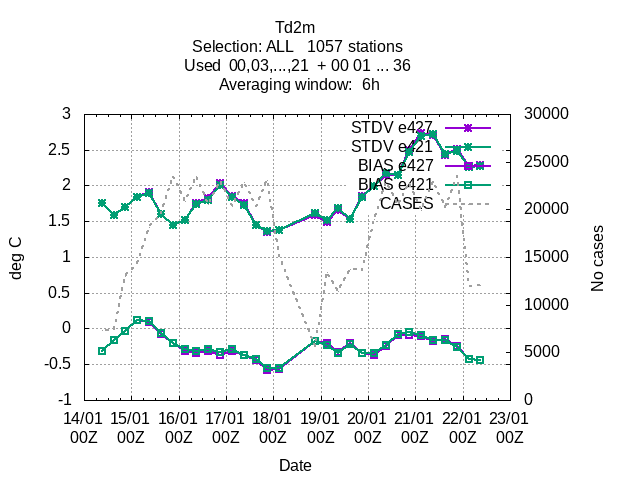 Td2m
Selection: ALL   1057 stations
Used  00,03,...,21  + 00 01 ... 36
Averaging window:  6h
3
2.5
2
1.5
1
0.5
0
-0.5
-1
deg C
30000
25000
20000
15000
10000
5000
0
No cases
STDV e427
STDV e421
BIAS e427
BIAS e421
CASES
14/01 15/01 16/01 17/01 18/01 19/01 20/01 21/01 22/01 23/01
00Z 00Z 00Z 00Z 00Z 00Z 00Z 00Z 00Z 00Z
Date